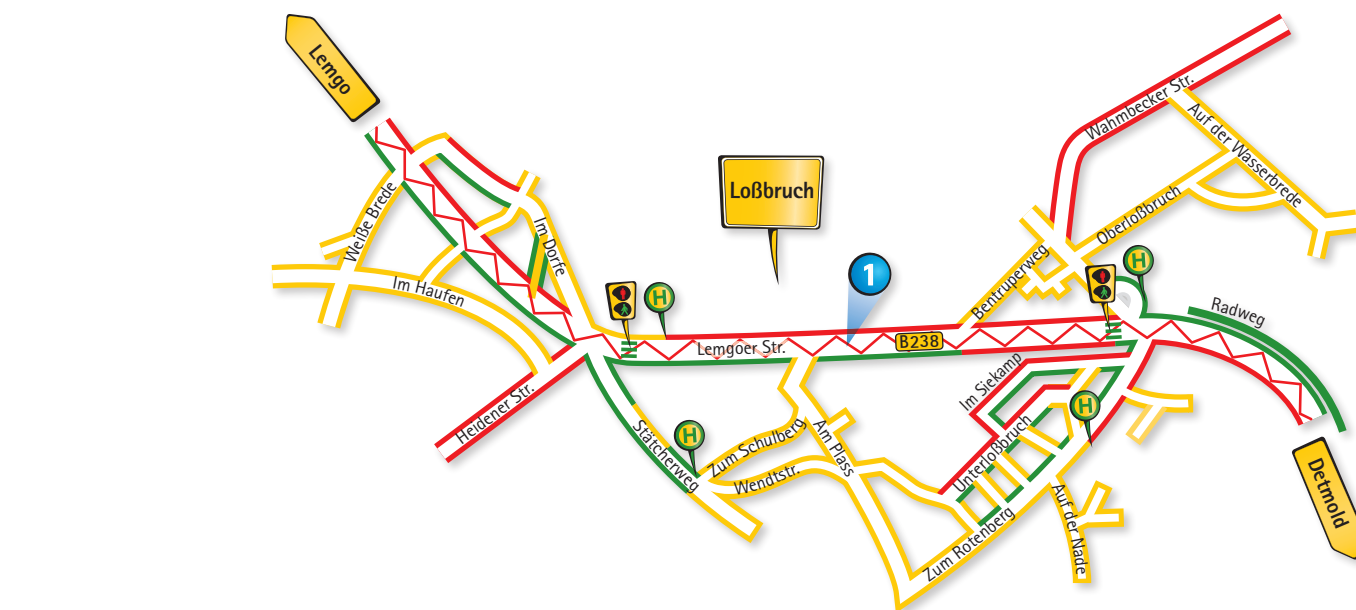 Lemgo
Wahmbecker Str.
Auf der Wasserbrede
Loßbruch
Weiße Brede
Im Dorfe
Oberloßbruch
Bentruperweg
1
H
H
Im Haufen
Radweg
Lemgoer Str.
B238
Im Siekamp
Heidener Str.
H
H
Stätcherweg
Zum Schulberg
Am Plass
Unterloßbruch
Wendtstr.
Detmold
Auf der Nade
Zum Rotenberg